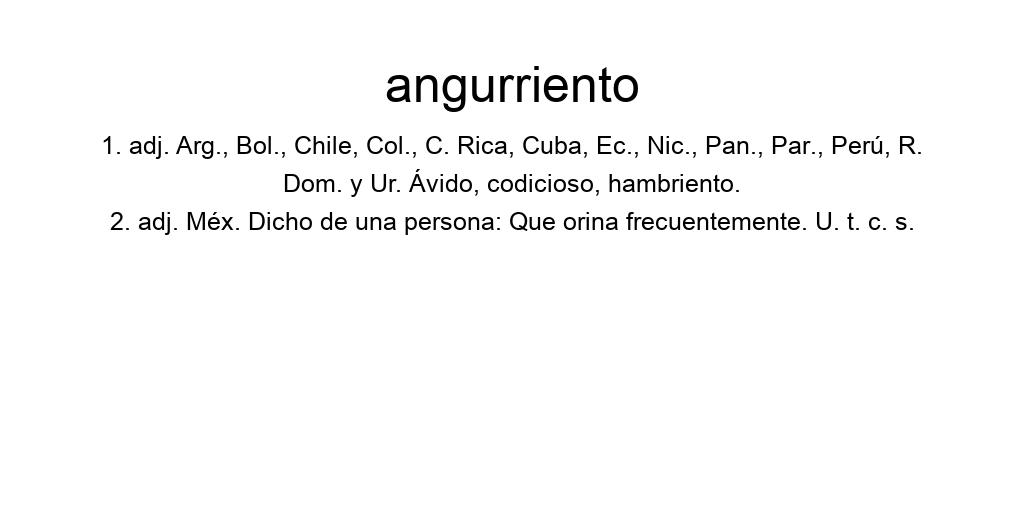 angurriento
1. adj. Arg., Bol., Chile, Col., C. Rica, Cuba, Ec., Nic., Pan., Par., Perú, R.
Dom. y Ur. Ávido, codicioso, hambriento.
2. adj. Méx. Dicho de una persona: Que orina frecuentemente. U. t. c. s.